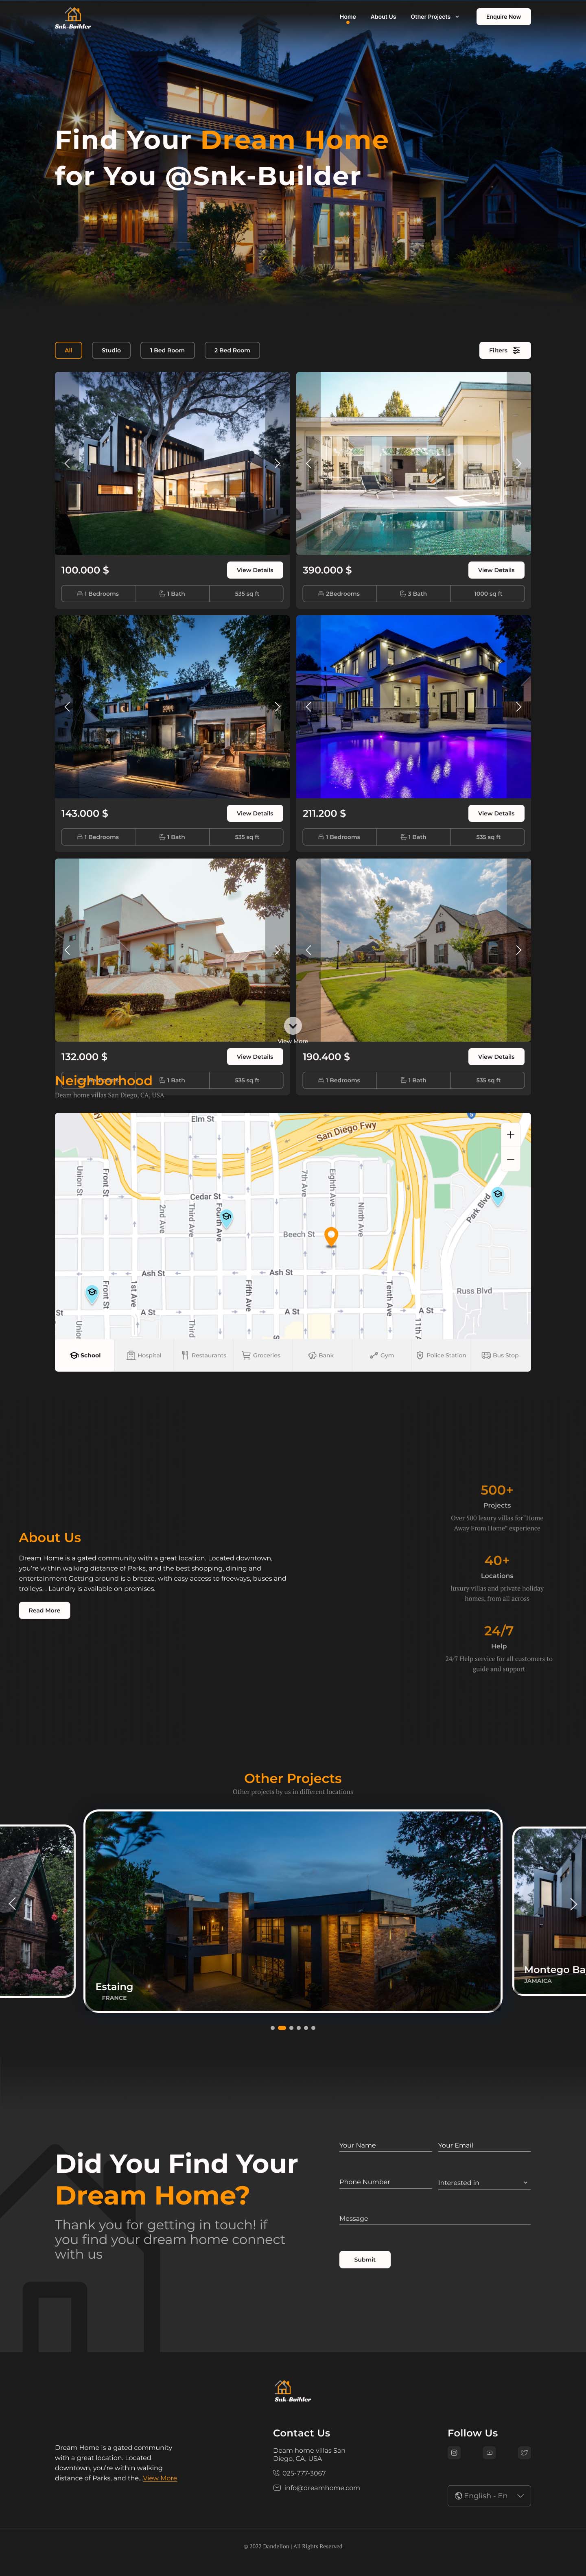 Snk-Builder
Home
About Us
Other Projects
Enquire Now
Find Your Dream Home
for You @Snk-Builder
All
Studio
1 Bed Room
2 Bed Room
Filters
100.000 $
View Details
1 Bedrooms
1 Bath
535 sq ft
390.000 $
View Details
2Bedrooms
3 Bath
1000 sq ft
143.000 $
View Details
1 Bedrooms
1 Bath
535 sq ft
211.200 $
View Details
1 Bedrooms
1 Bath
535 sq ft
View More
132.000 $
View Details
1 Bath
535 sq ft
190.400 $
View Details
1 Bedrooms
1 Bath
535 sq ft
Neighborhood
Deam home villas San Diego, CA, USA
Elm St
San Diego Fwy
Union St
Front St
2nd Ave
Third Ave
Cedar St
Fourth Ave
7th Ave
Eighth Ave
Ninth Ave
Beech St
Park Blvd
Ash St
Ash St
Russ Blvd
St
Union St
Front St
1st Ave
A St
Third
Fifth Ave
S
A St
Tenth Ave
11th A
A St
School
Hospital
Restaurants
Groceries
Bank
Gym
Police Station
Bus Stop
About Us
Dream Home is a gated community with a great location. Located downtown,
you're within walking distance of Parks, and the best shopping, dining and
entertainment Getting around is a breeze, with easy access to freeways, buses and
trolleys. . Laundry is available on premises.
Read More
500+
Projects
Over 500 lexury villas for"Home
Away From Home" experience
40+
Locations
luxury villas and private holiday
homes, from all across
24/7
Help
24/7 Help service for all customers to
guide and support
Other Projects
Other projects by us in different locations
Estaing
FRANCE
Montego Ba
JAMAICA
Did You Find Your
Dream Home?
Thank you for getting in touch! if
you find your dream home connect
with us
Your Name
Your Email
Phone Number
Interested in
Message
Submit
Snk-Builder
Dream Home is a gated community
with a great location. Located
downtown, you're within walking
distance of Parks, and the...View More
Contact Us
Deam home villas San
Diego, CA, USA
025-777-3067
info@dreamhome.com
Follow Us
English - En
© 2022 Dandelion | All Rights Reserved